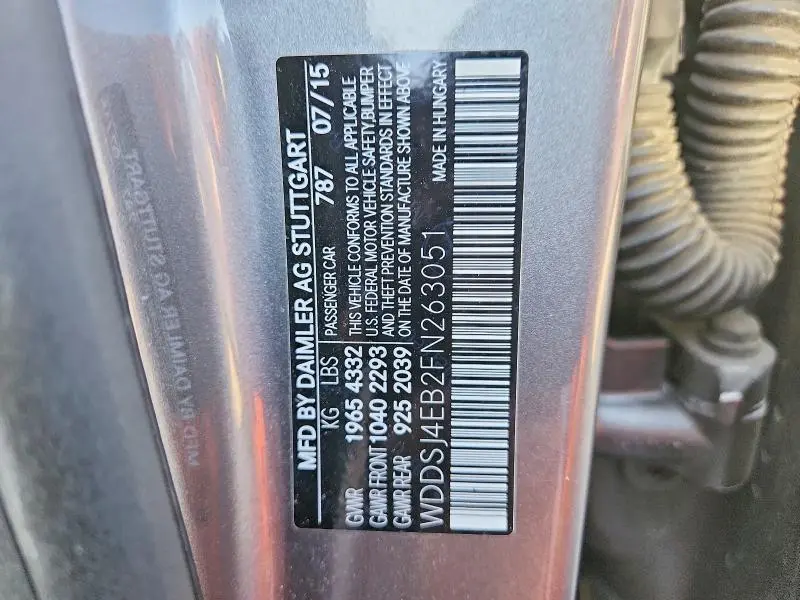 MFD BY DAIMLER AG STUTTGART
KG LBS PASSENGER CAR 787 07/15
GVWR 1965 4332 THIS VEHICLE CONFORMS TO ALL APPLICABLE
GAWR FRONT 1040 2293 U.S. FEDERAL MOTOR VEHICLE SAFETY,BUMPER
GAWR REAR 925 2039 AND THEFT PREVENTION STANDARDS IN EFFECT
ON THE DATE OF MANUFACTURE SHOWN ABOVE
WDDSJ4EB2FN263051 MADE IN HUNGARY